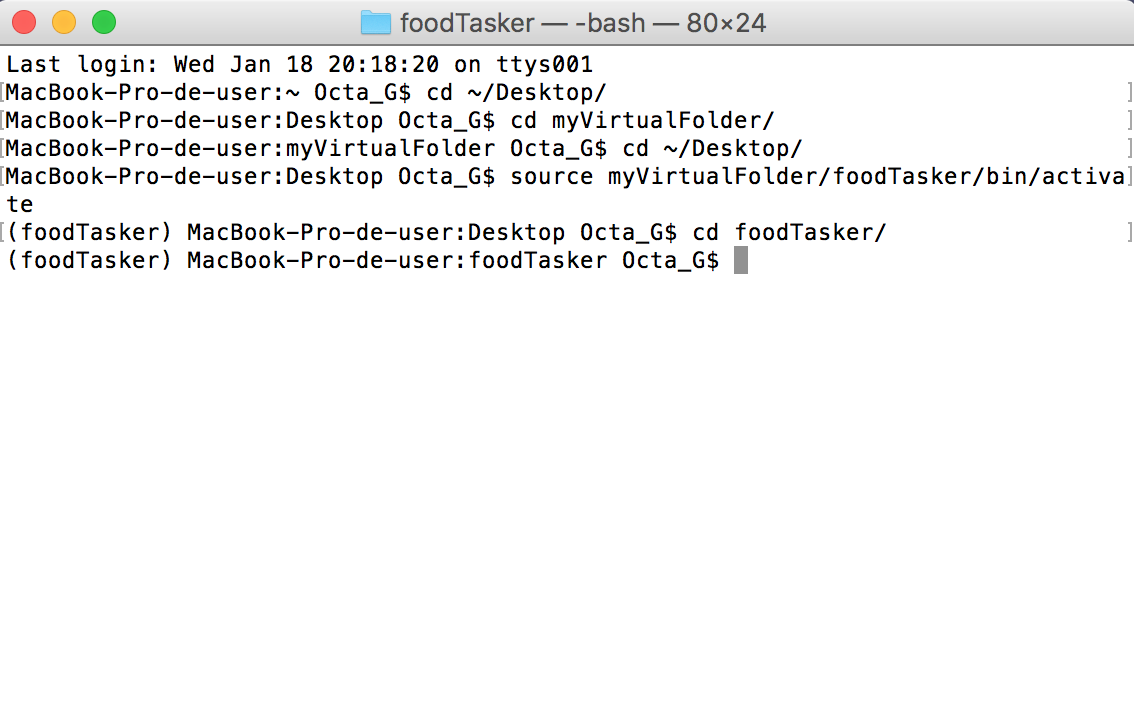 foodTasker — -bash — 80×24
Last login: Wed Jan 18 20:18:20 on ttys001
[MacBook-Pro-de-user:~ Octa_G$ cd ~/Desktop/ ]
[MacBook-Pro-de-user:Desktop Octa_G$ cd myVirtualFolder/ ]
[MacBook-Pro-de-user:myVirtualFolder Octa_G$ cd ~/Desktop/ ]
[MacBook-Pro-de-user:Desktop Octa_G$ source myVirtualFolder/foodTasker/bin/activa]
te
[(foodTasker) MacBook-Pro-de-user:Desktop Octa_G$ cd foodTasker/ ]
(foodTasker) MacBook-Pro-de-user:foodTasker Octa_G$